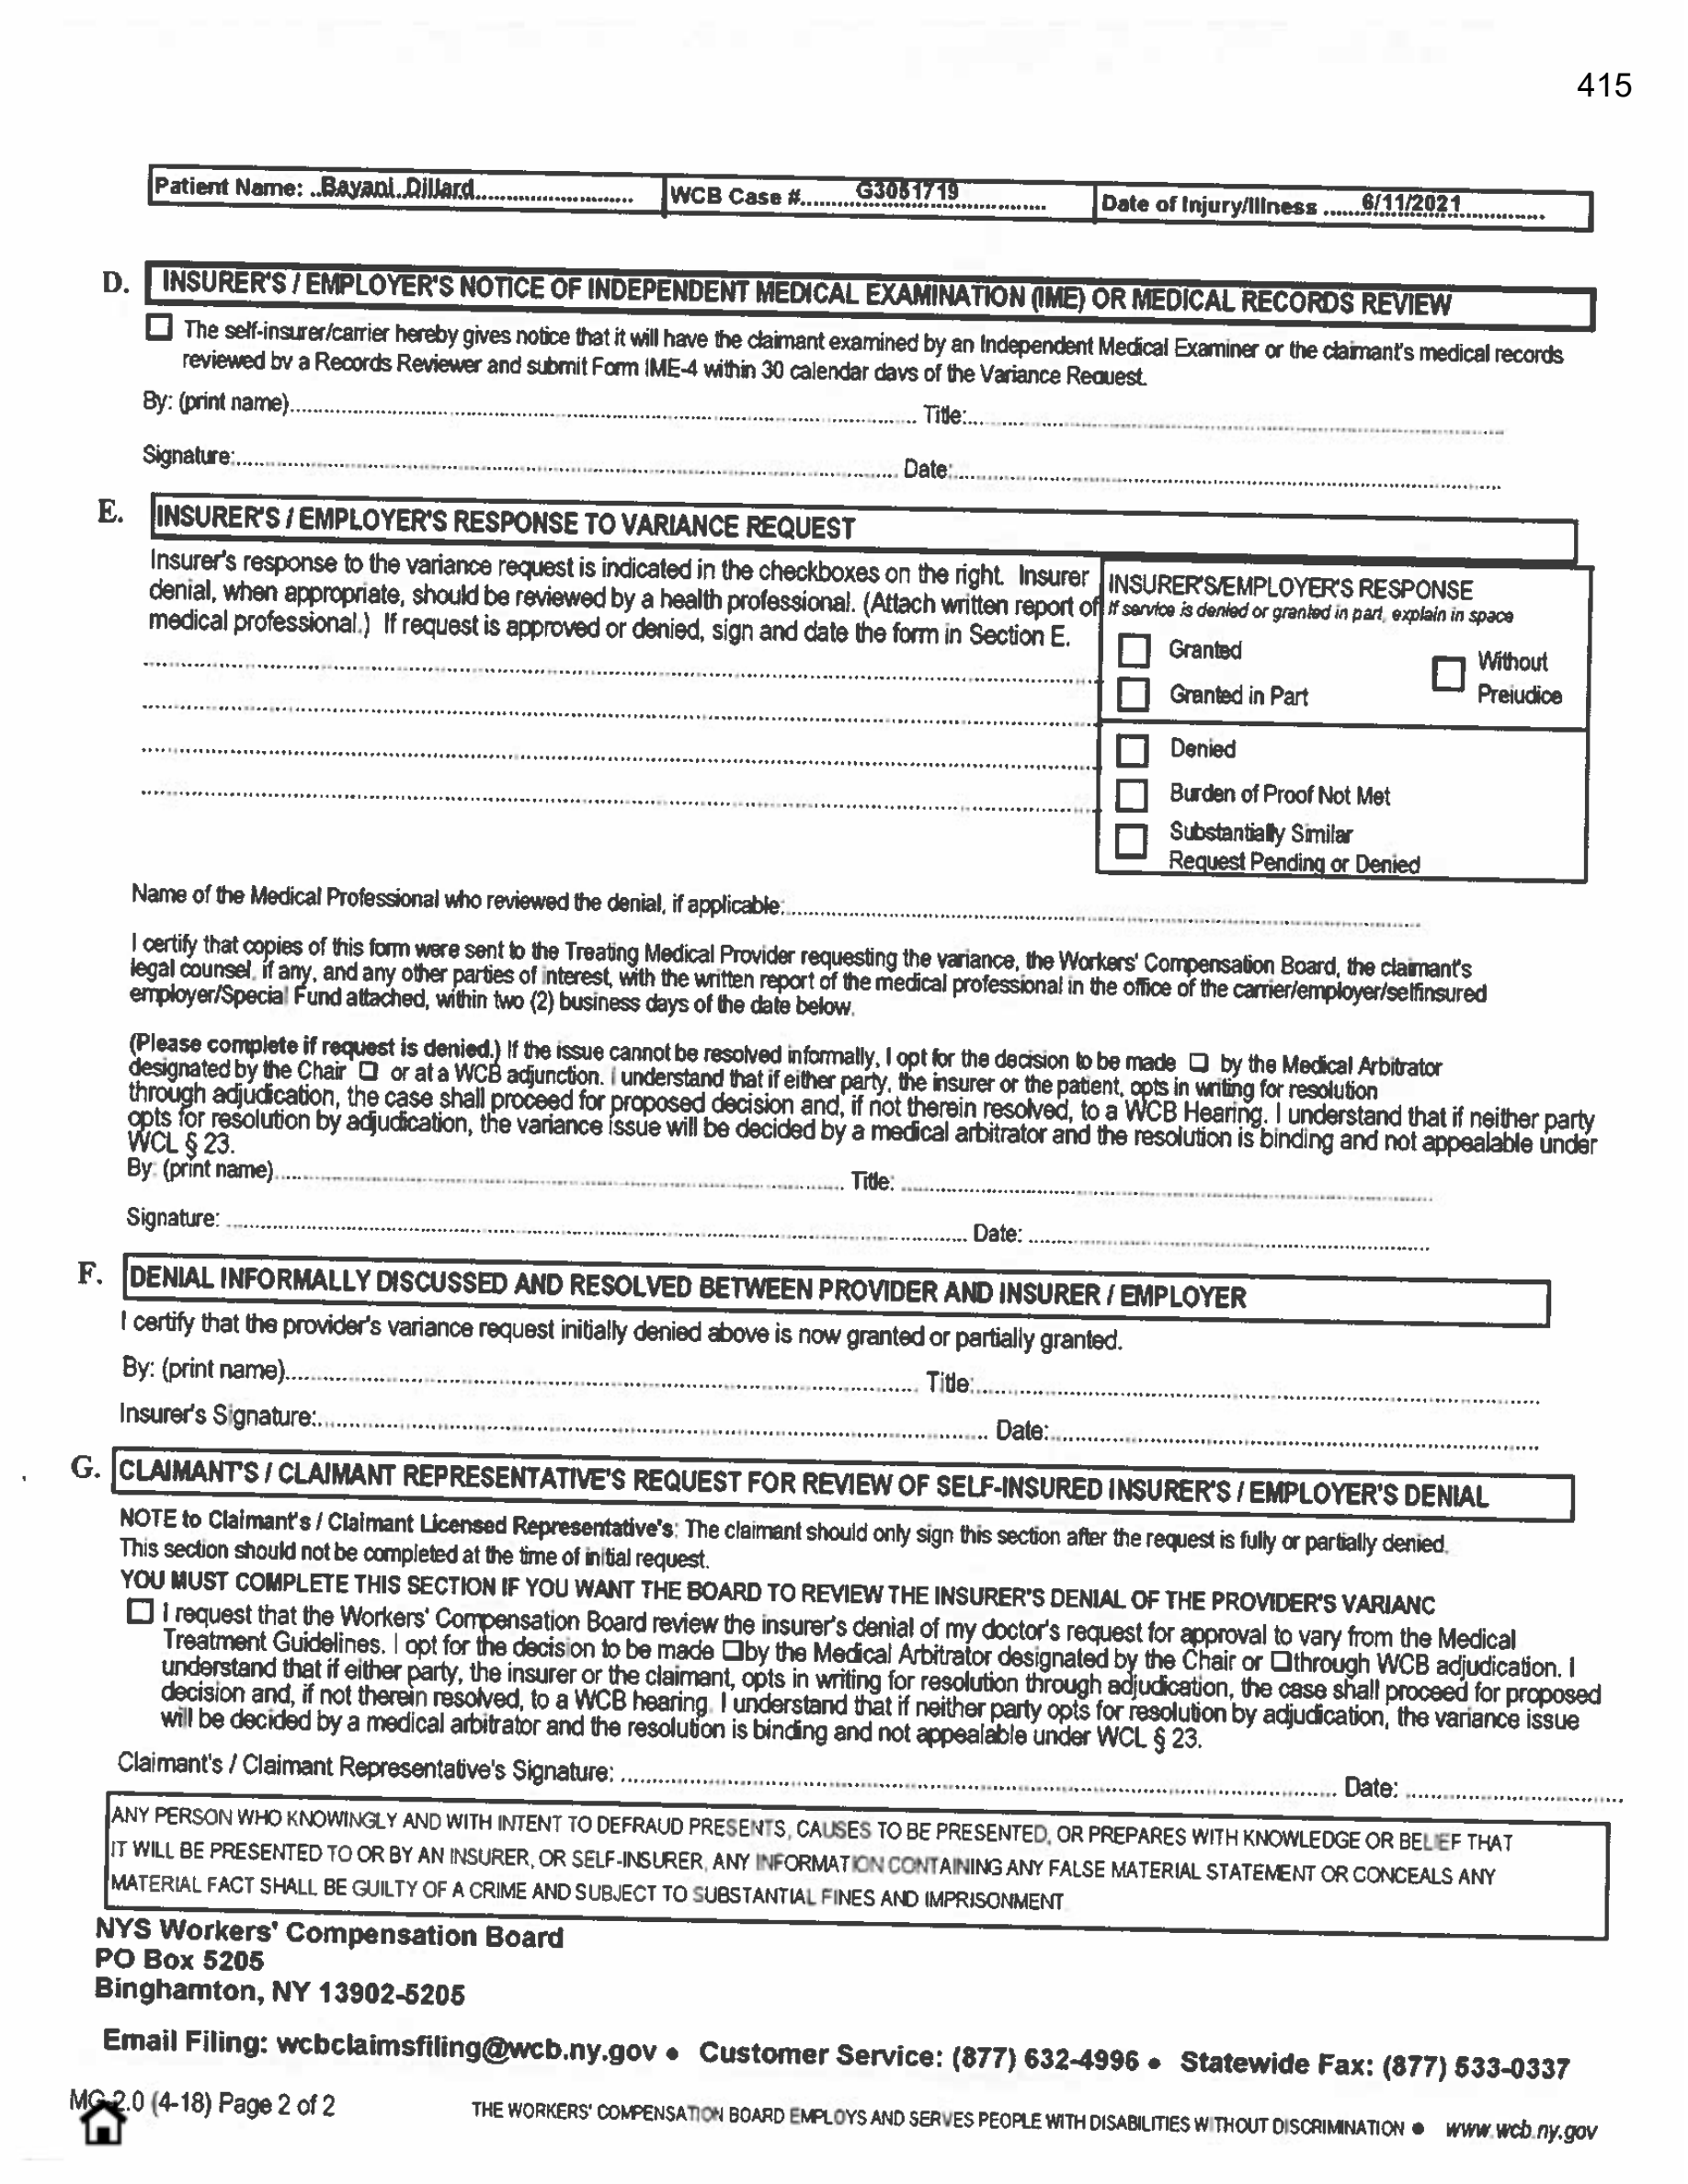 415
Patient Name: ..Bayani..Dillard............................ WCB Case #.........G3051719............... Date of Injury/Illness ......6/11/2021..............
D. INSURER'S / EMPLOYER'S NOTICE OF INDEPENDENT MEDICAL EXAMINATION (IME) OR MEDICAL RECORDS REVIEW
☐ The self-insurer/carrier hereby gives notice that it will have the claimant examined by an Independent Medical Examiner or the claimant's medical records
reviewed by a Records Reviewer and submit Form IME-4 within 30 calendar days of the Variance Request.
By: (print name)........................ Title:........................
Signature:........................ Date:........................
E. INSURER'S / EMPLOYER'S RESPONSE TO VARIANCE REQUEST
Insurer's response to the variance request is indicated in the checkboxes on the right. Insurer
denial, when appropriate, should be reviewed by a health professional. (Attach written report of
medical professional.) If request is approved or denied, sign and date the form in Section E.
INSURER'S/EMPLOYER'S RESPONSE
If service is denied or granted in part, explain in space
☐ Granted
☐ Granted in Part
☐ Without
Prejudice
☐ Denied
☐ Burden of Proof Not Met
☐ Substantially Similar
Request Pending or Denied
Name of the Medical Professional who reviewed the denial, if applicable:........................
I certify that copies of this form were sent to the Treating Medical Provider requesting the variance, the Workers' Compensation Board, the claimant's
legal counsel, if any, and any other parties of interest, with the written report of the medical professional in the office of the carrier/employer/selfinsured
employer/Special Fund attached, within two (2) business days of the date below.
(Please complete if request is denied.) If the issue cannot be resolved informally, I opt for the decision to be made ☐ by the Medical Arbitrator
designated by the Chair ☐ or at a WCB adjunction. I understand that if either party, the insurer or the patient, opts in writing for resolution
through adjudication, the case shall proceed for proposed decision and, if not therein resolved, to a WCB Hearing. I understand that if neither party
opts for resolution by adjudication, the variance issue will be decided by a medical arbitrator and the resolution is binding and not appealable under
WCL § 23.
By: (print name)........................ Title: ........................
Signature: ........................ Date: ........................
F. DENIAL INFORMALLY DISCUSSED AND RESOLVED BETWEEN PROVIDER AND INSURER / EMPLOYER
I certify that the provider's variance request initially denied above is now granted or partially granted.
By: (print name)........................ Title:........................
Insurer's Signature:........................ Date:........................
G. CLAIMANT'S / CLAIMANT REPRESENTATIVE'S REQUEST FOR REVIEW OF SELF-INSURED INSURER'S / EMPLOYER'S DENIAL
NOTE to Claimant's / Claimant Licensed Representative's: The claimant should only sign this section after the request is fully or partially denied.
This section should not be completed at the time of initial request.
YOU MUST COMPLETE THIS SECTION IF YOU WANT THE BOARD TO REVIEW THE INSURER'S DENIAL OF THE PROVIDER'S VARIANC
☐ I request that the Workers' Compensation Board review the insurer's denial of my doctor's request for approval to vary from the Medical
Treatment Guidelines. I opt for the decision to be made ☐by the Medical Arbitrator designated by the Chair or ☐through WCB adjudication. I
understand that if either party, the insurer or the claimant, opts in writing for resolution through adjudication, the case shall proceed for proposed
decision and, if not therein resolved, to a WCB hearing. I understand that if neither party opts for resolution by adjudication, the variance issue
will be decided by a medical arbitrator and the resolution is binding and not appealable under WCL § 23.
Claimant's / Claimant Representative's Signature: ........................ Date: ........................
ANY PERSON WHO KNOWINGLY AND WITH INTENT TO DEFRAUD PRESENTS, CAUSES TO BE PRESENTED, OR PREPARES WITH KNOWLEDGE OR BELIEF THAT
IT WILL BE PRESENTED TO OR BY AN INSURER, OR SELF-INSURER, ANY INFORMATION CONTAINING ANY FALSE MATERIAL STATEMENT OR CONCEALS ANY
MATERIAL FACT SHALL BE GUILTY OF A CRIME AND SUBJECT TO SUBSTANTIAL FINES AND IMPRISONMENT
NYS Workers' Compensation Board
PO Box 5205
Binghamton, NY 13902-5205
Email Filing: wcbclaimsfiling@wcb.ny.gov ● Customer Service: (877) 632-4996 ● Statewide Fax: (877) 533-0337
MG-2.0 (4-18) Page 2 of 2
THE WORKERS' COMPENSATION BOARD EMPLOYS AND SERVES PEOPLE WITH DISABILITIES WITHOUT DISCRIMINATION ● www.wcb.ny.gov